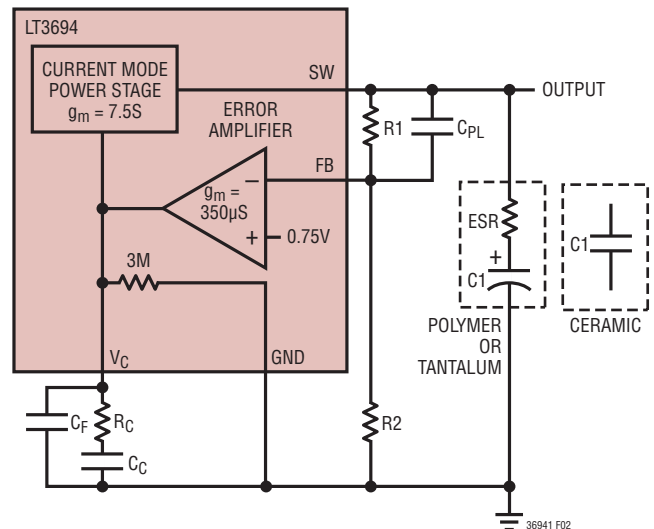 LT3694
CURRENT MODE
POWER STAGE
gm = 7.5S
SW
OUTPUT
ERROR
AMPLIFIER
R1
CPL
FB
gm =
350µS
–
+
0.75V
ESR
+
C1
C1
3M
POLYMER
OR
TANTALUM
CERAMIC
VC
GND
CF
RC
R2
CC
36941 F02